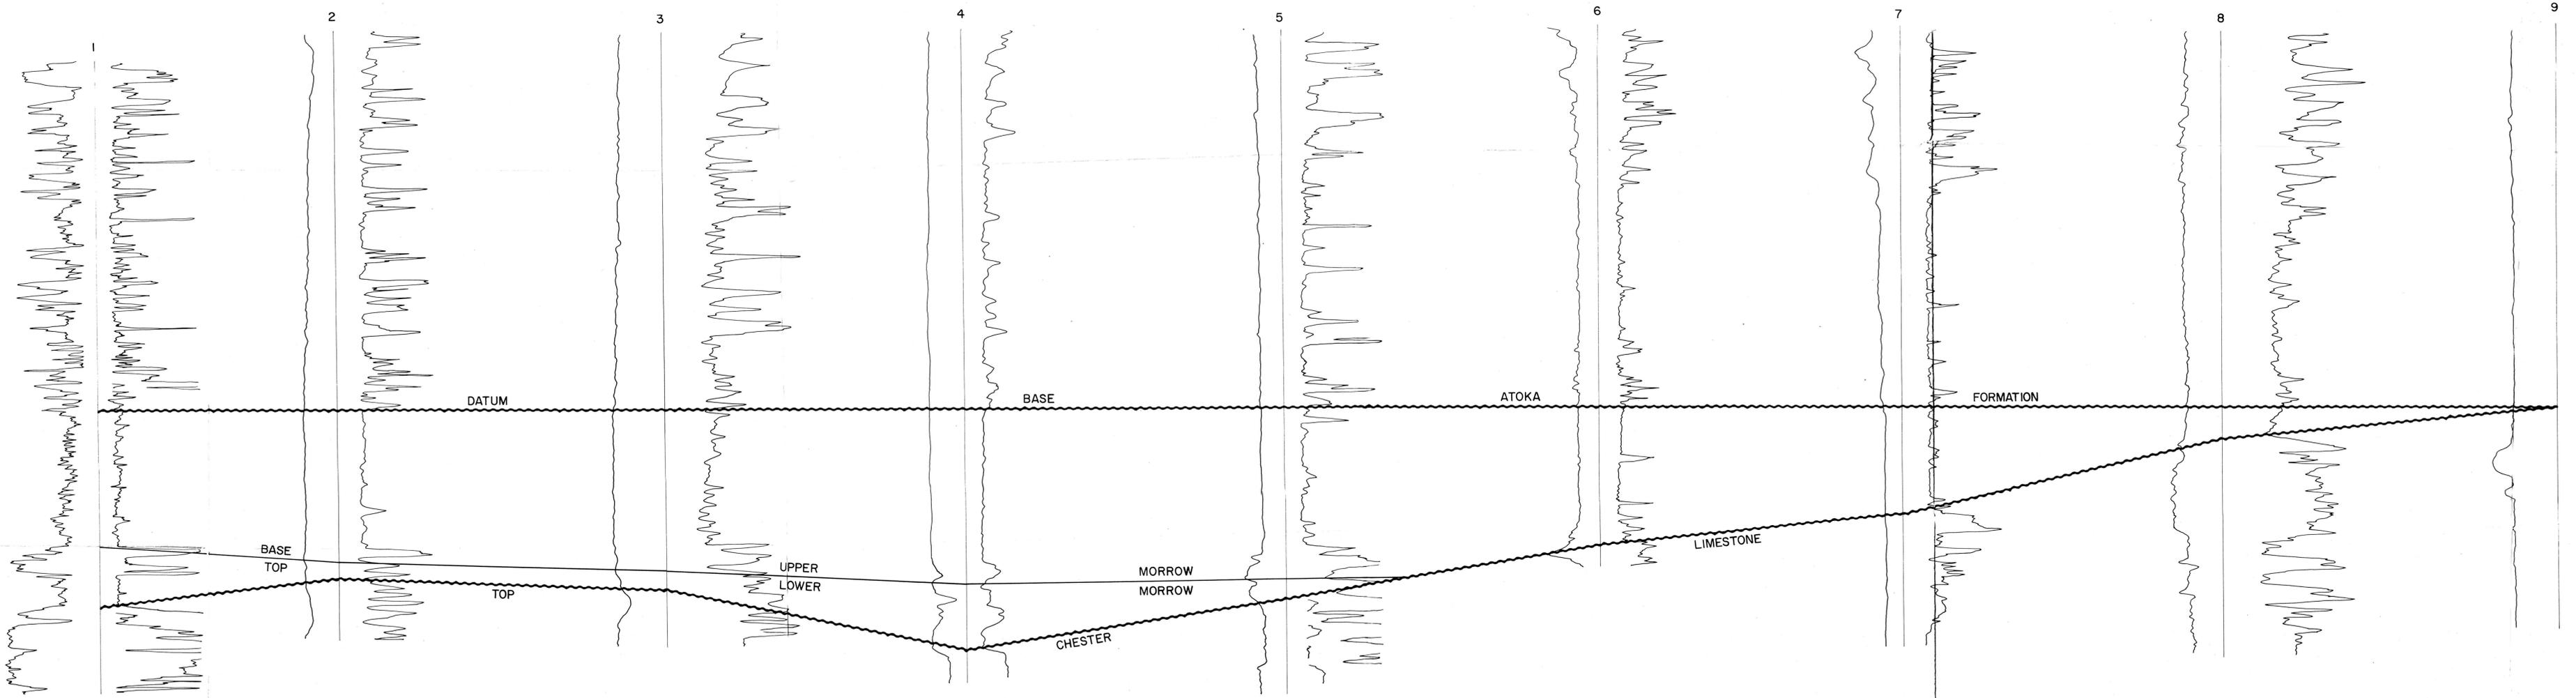 1 2 3 4 5 6 7 8 9
DATUM BASE ATOKA FORMATION
BASE UPPER MORROW
TOP LOWER MORROW
TOP CHESTER LIMESTONE